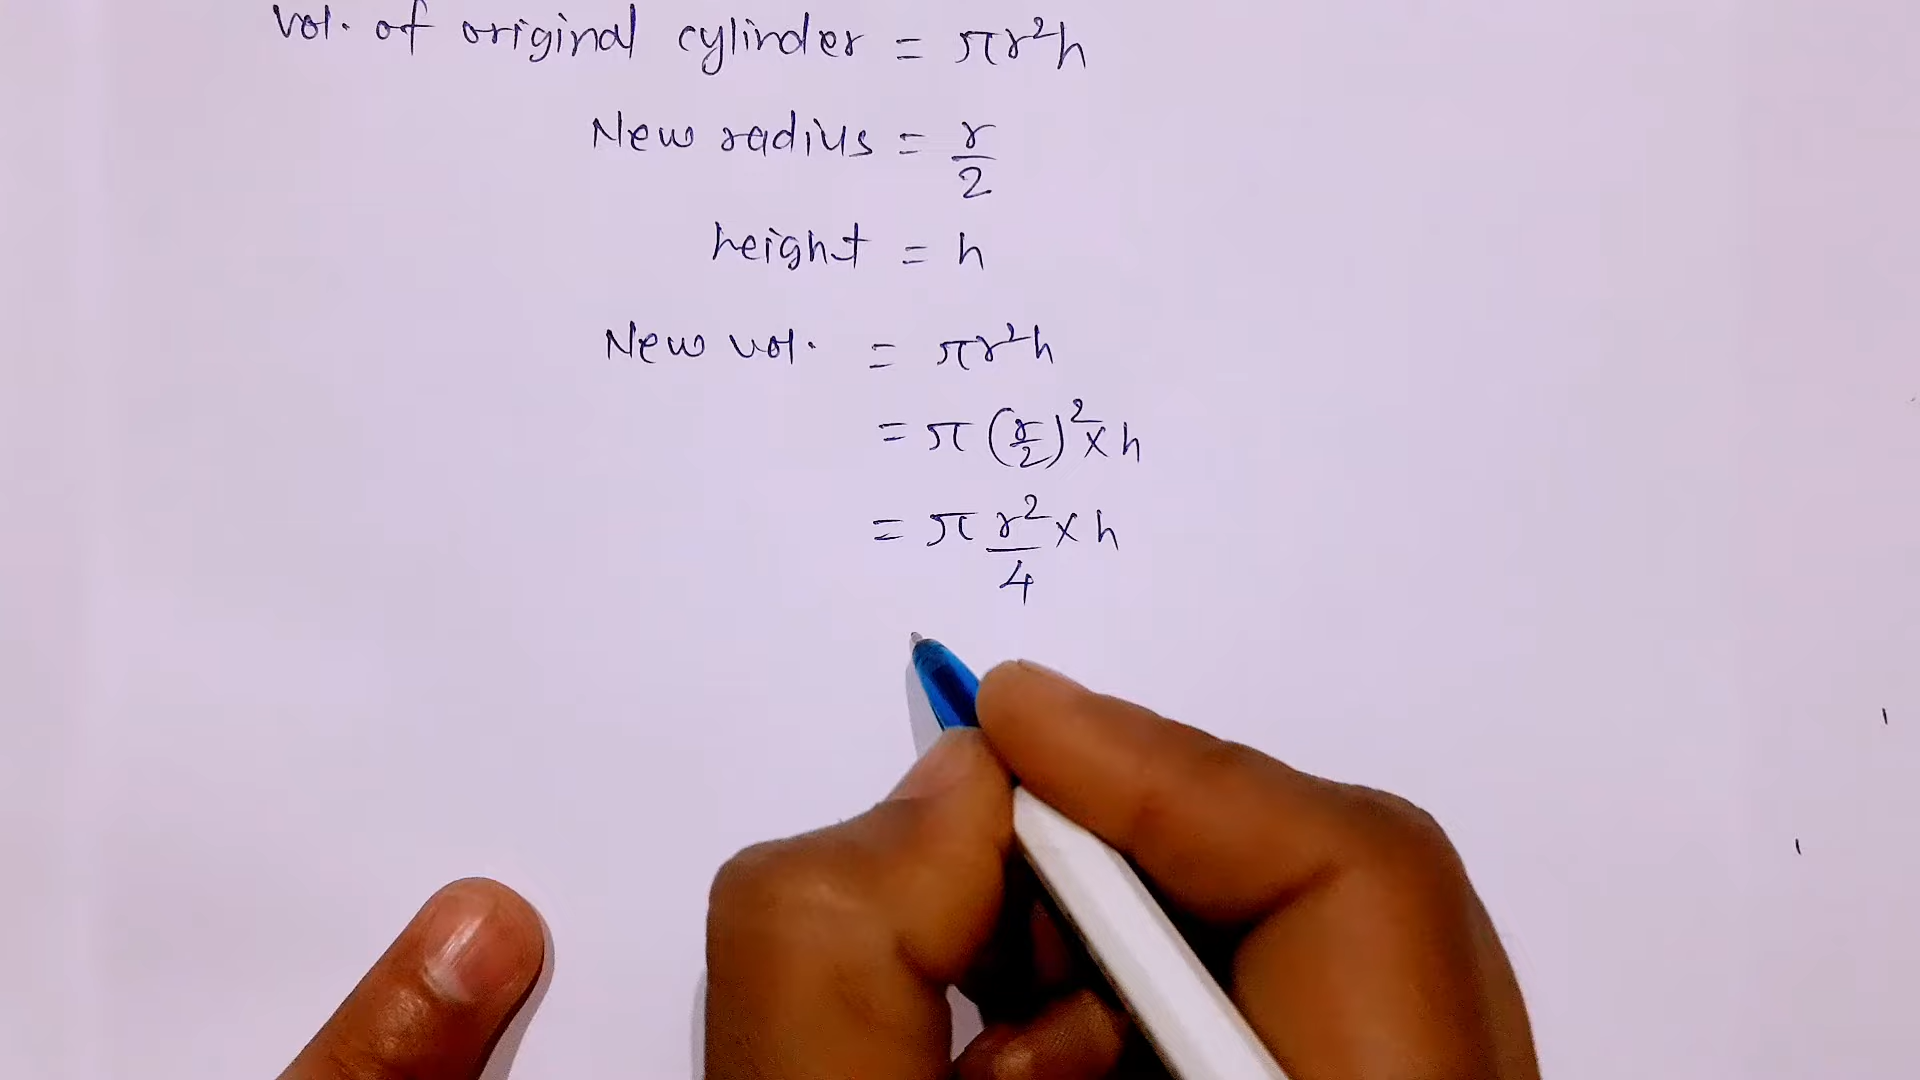 Vol. of original cylinder = πr²h
New radius = r/2
height = h
New vol. = πr²h
= π (r/2)² × h
= π r²/4 × h